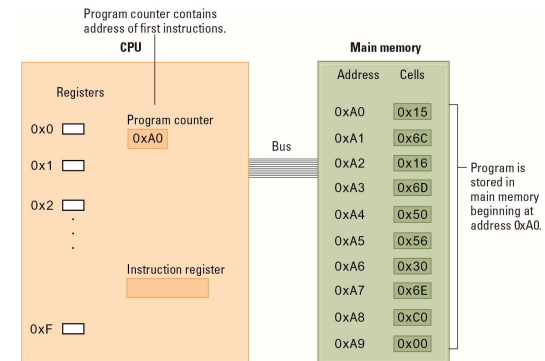 Program counter contains
address of first instructions.
CPU
Registers
0x0
0x1
0x2
0xF
Program counter
0xA0
Instruction register
Bus
Main memory
Address Cells
0xA0 0x15
0xA1 0x6C
0xA2 0x16
0xA3 0x6D
0xA4 0x50
0xA5 0x56
0xA6 0x30
0xA7 0x6E
0xA8 0xC0
0xA9 0x00
Program is
stored in
main memory
beginning at
address 0xA0.